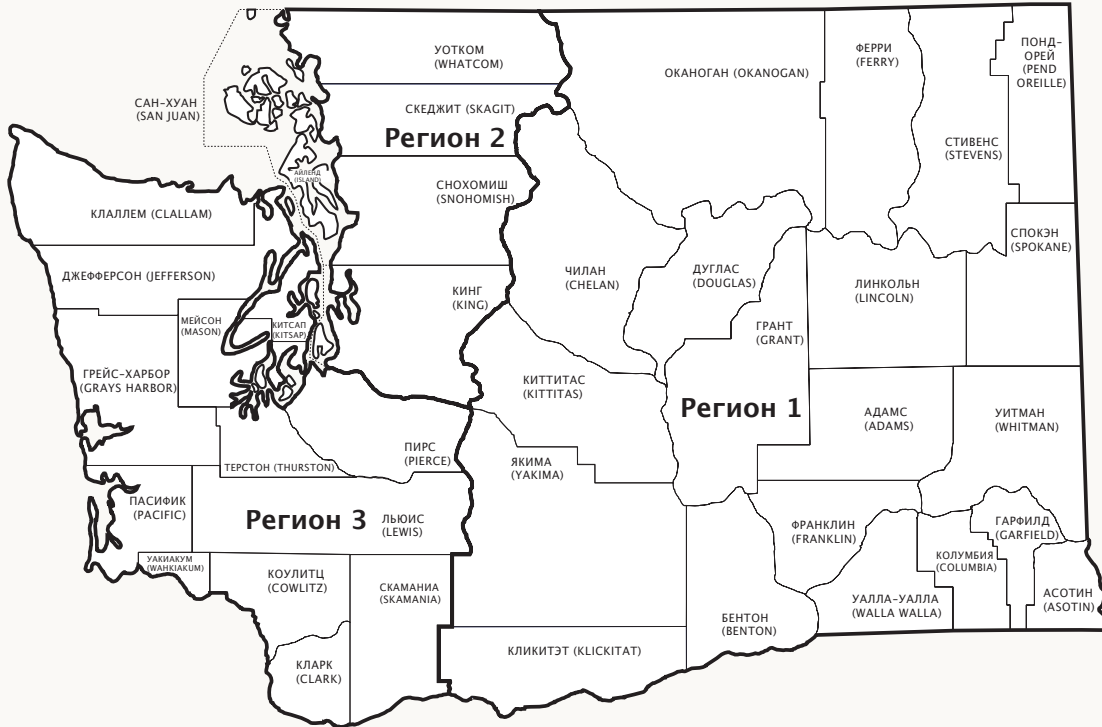 УОТКОМ
(WHATCOM)
ОКАНОГАН (OKANOGAN)
ФЕРРИ
(FERRY)
ПОНД-
ОРЕЙ
(PEND
OREILLE)
САН-ХУАН
(SAN JUAN)
СКЕДЖИТ (SKAGIT)
Регион 2
СТИВЕНС
(STEVENS)
АЙЛЕНД
(ISLAND)
СНОХОМИШ
(SNOHOMISH)
КЛАЛЛЕМ (CLALLAM)
СПОКЭН
(SPOKANE)
ДЖЕФФЕРСОН (JEFFERSON)
ЧИЛАН
(CHELAN)
ДУГЛАС
(DOUGLAS)
ЛИНКОЛЬН
(LINCOLN)
КИНГ
(KING)
МЕЙСОН
(MASON)
КИТСАП
(KITSAP)
ГРАНТ
(GRANT)
ГРЕЙС-ХАРБОР
(GRAYS HARBOR)
КИТТИТАС
(KITTITAS)
Регион 1
АДАМС
(ADAMS)
УИТМАН
(WHITMAN)
ПИРС
(PIERCE)
ТЕРСТОН (THURSTON)
ЯКИМА
(YAKIMA)
ПАСИФИК
(PACIFIC)
Регион 3
ЛЬЮИС
(LEWIS)
ФРАНКЛИН
(FRANKLIN)
ГАРФИЛД
(GARFIELD)
УАКИАКУМ
(WAHKIAKUM)
КОУЛИТЦ
(COWLITZ)
СКАМАНИА
(SKAMANIA)
КОЛУМБИЯ
(COLUMBIA)
УАЛЛА-УАЛЛА
(WALLA WALLA)
АСОТИН
(ASOTIN)
БЕНТОН
(BENTON)
КЛИКИТЭТ (KLICKITAT)
КЛАРК
(CLARK)